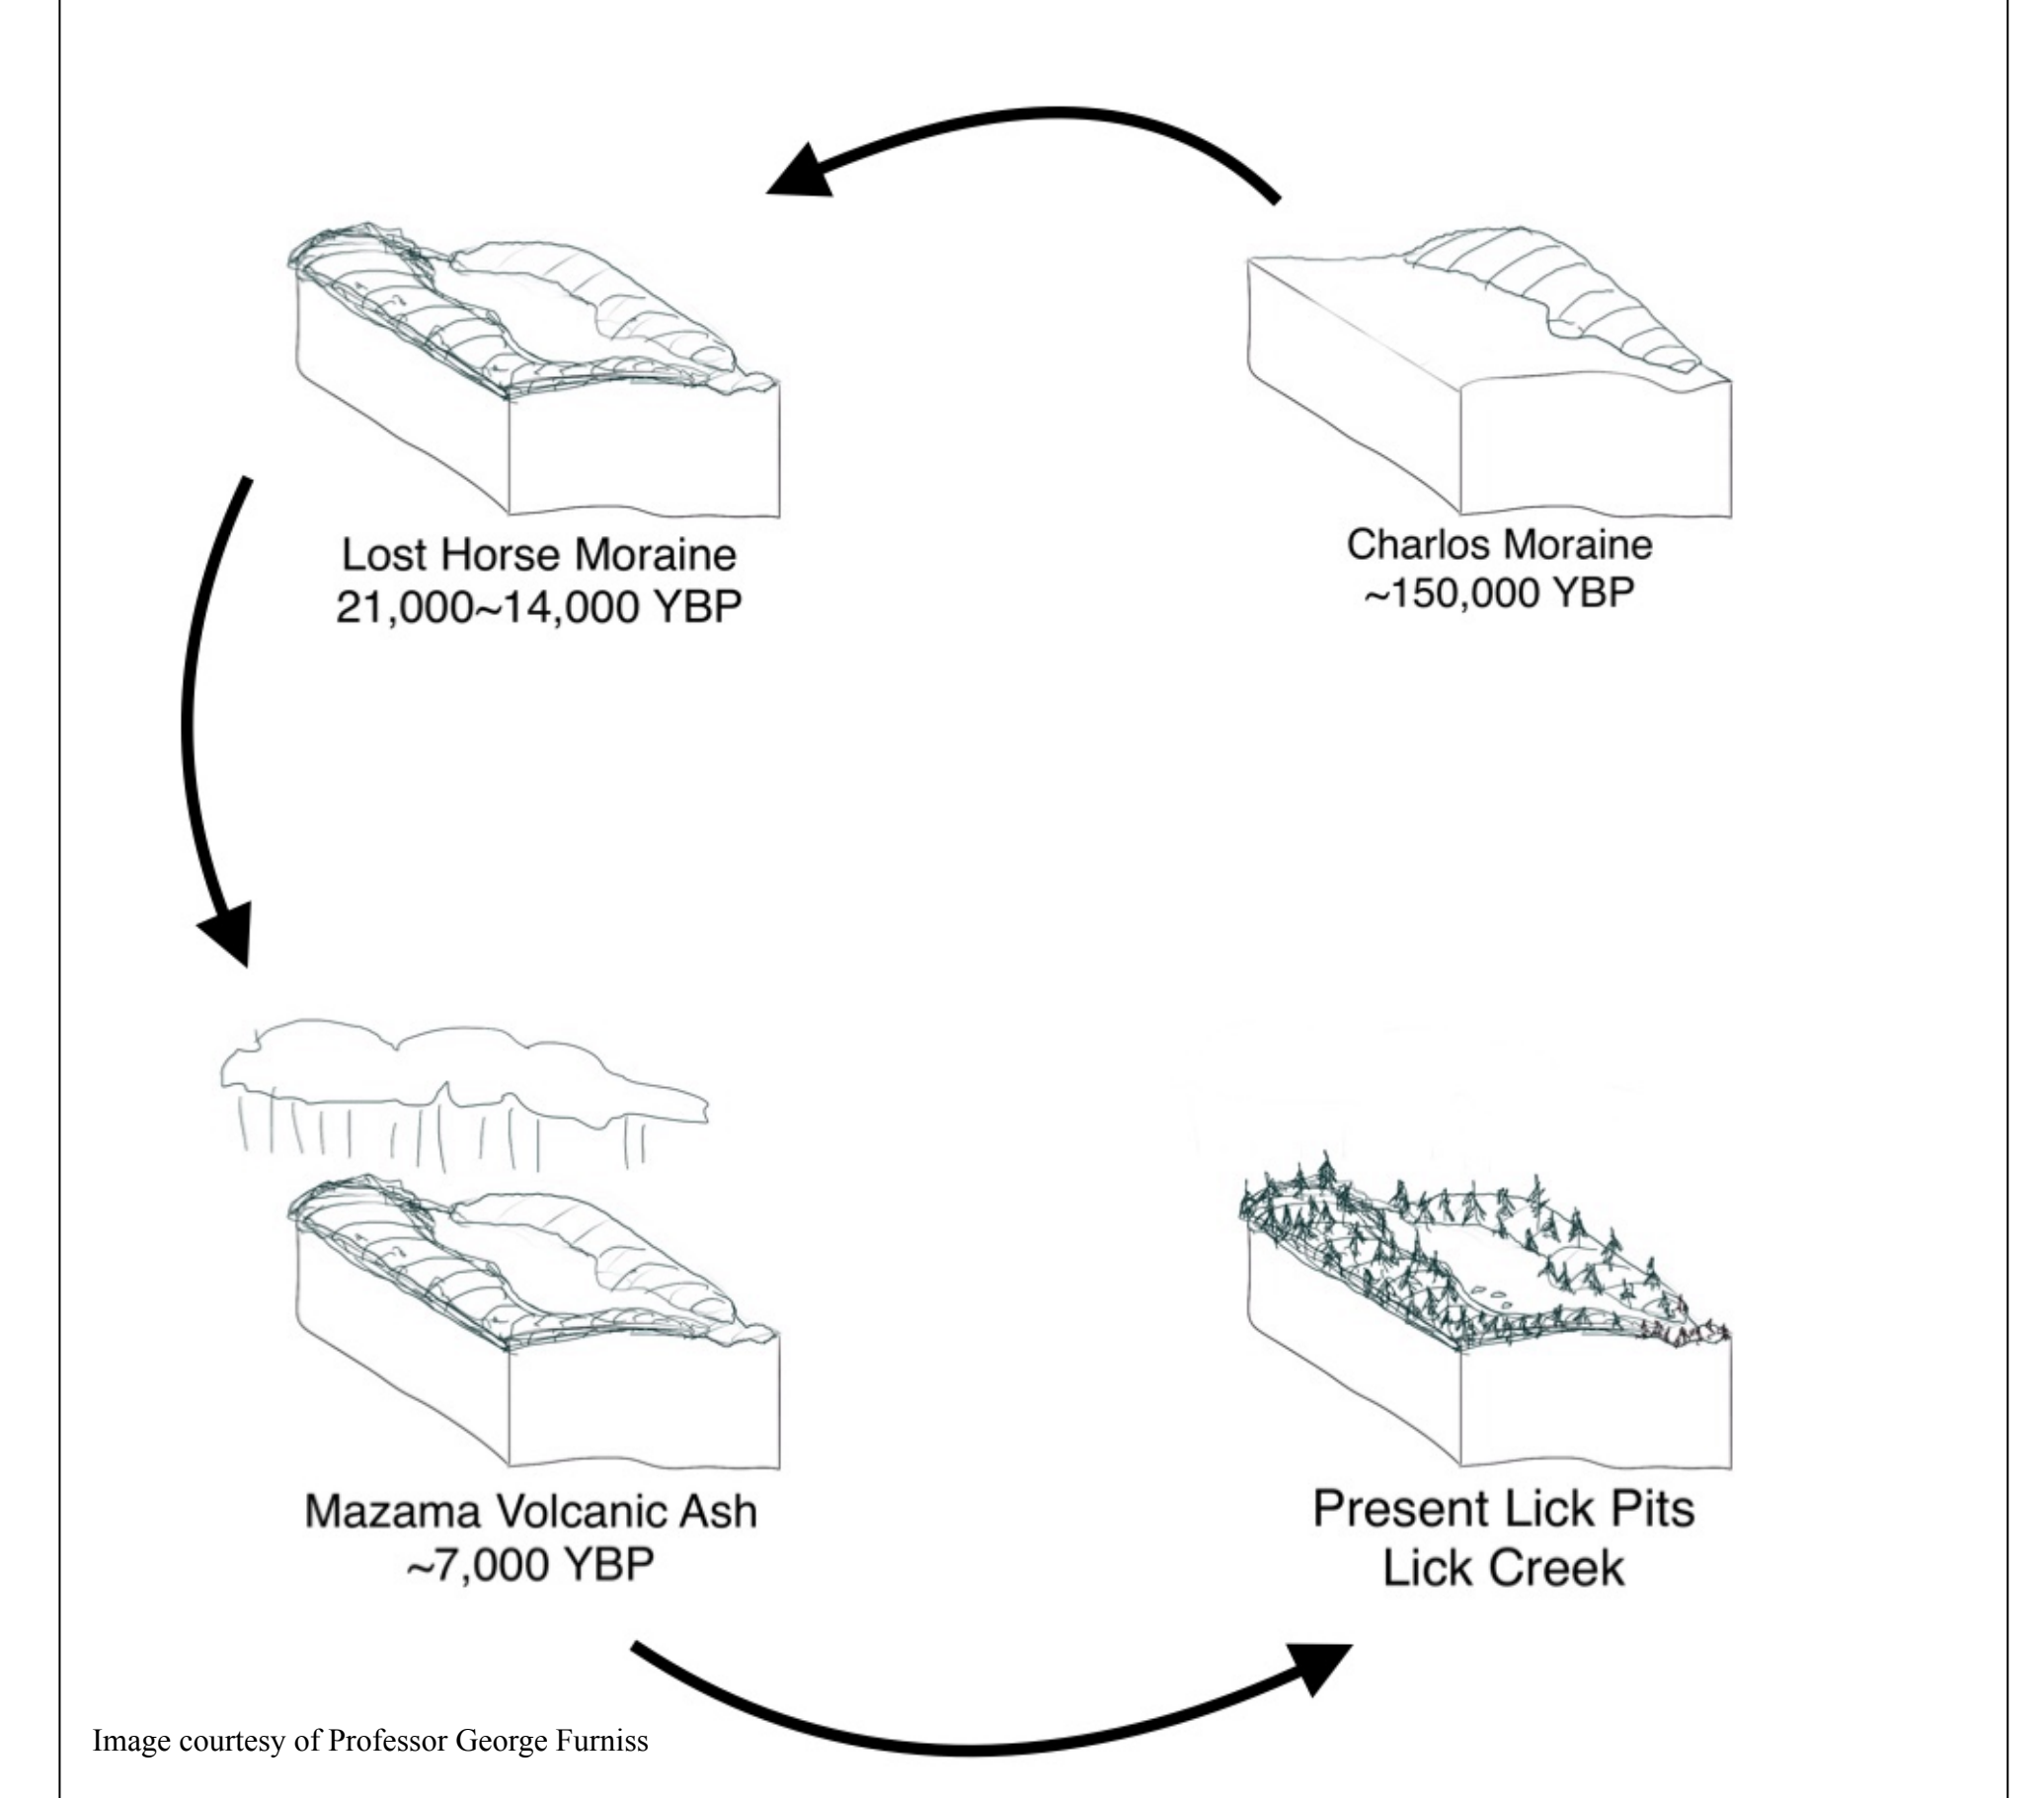 Lost Horse Moraine
21,000~14,000 YBP
Charlos Moraine
~150,000 YBP
Mazama Volcanic Ash
~7,000 YBP
Present Lick Pits
Lick Creek
Image courtesy of Professor George Furniss